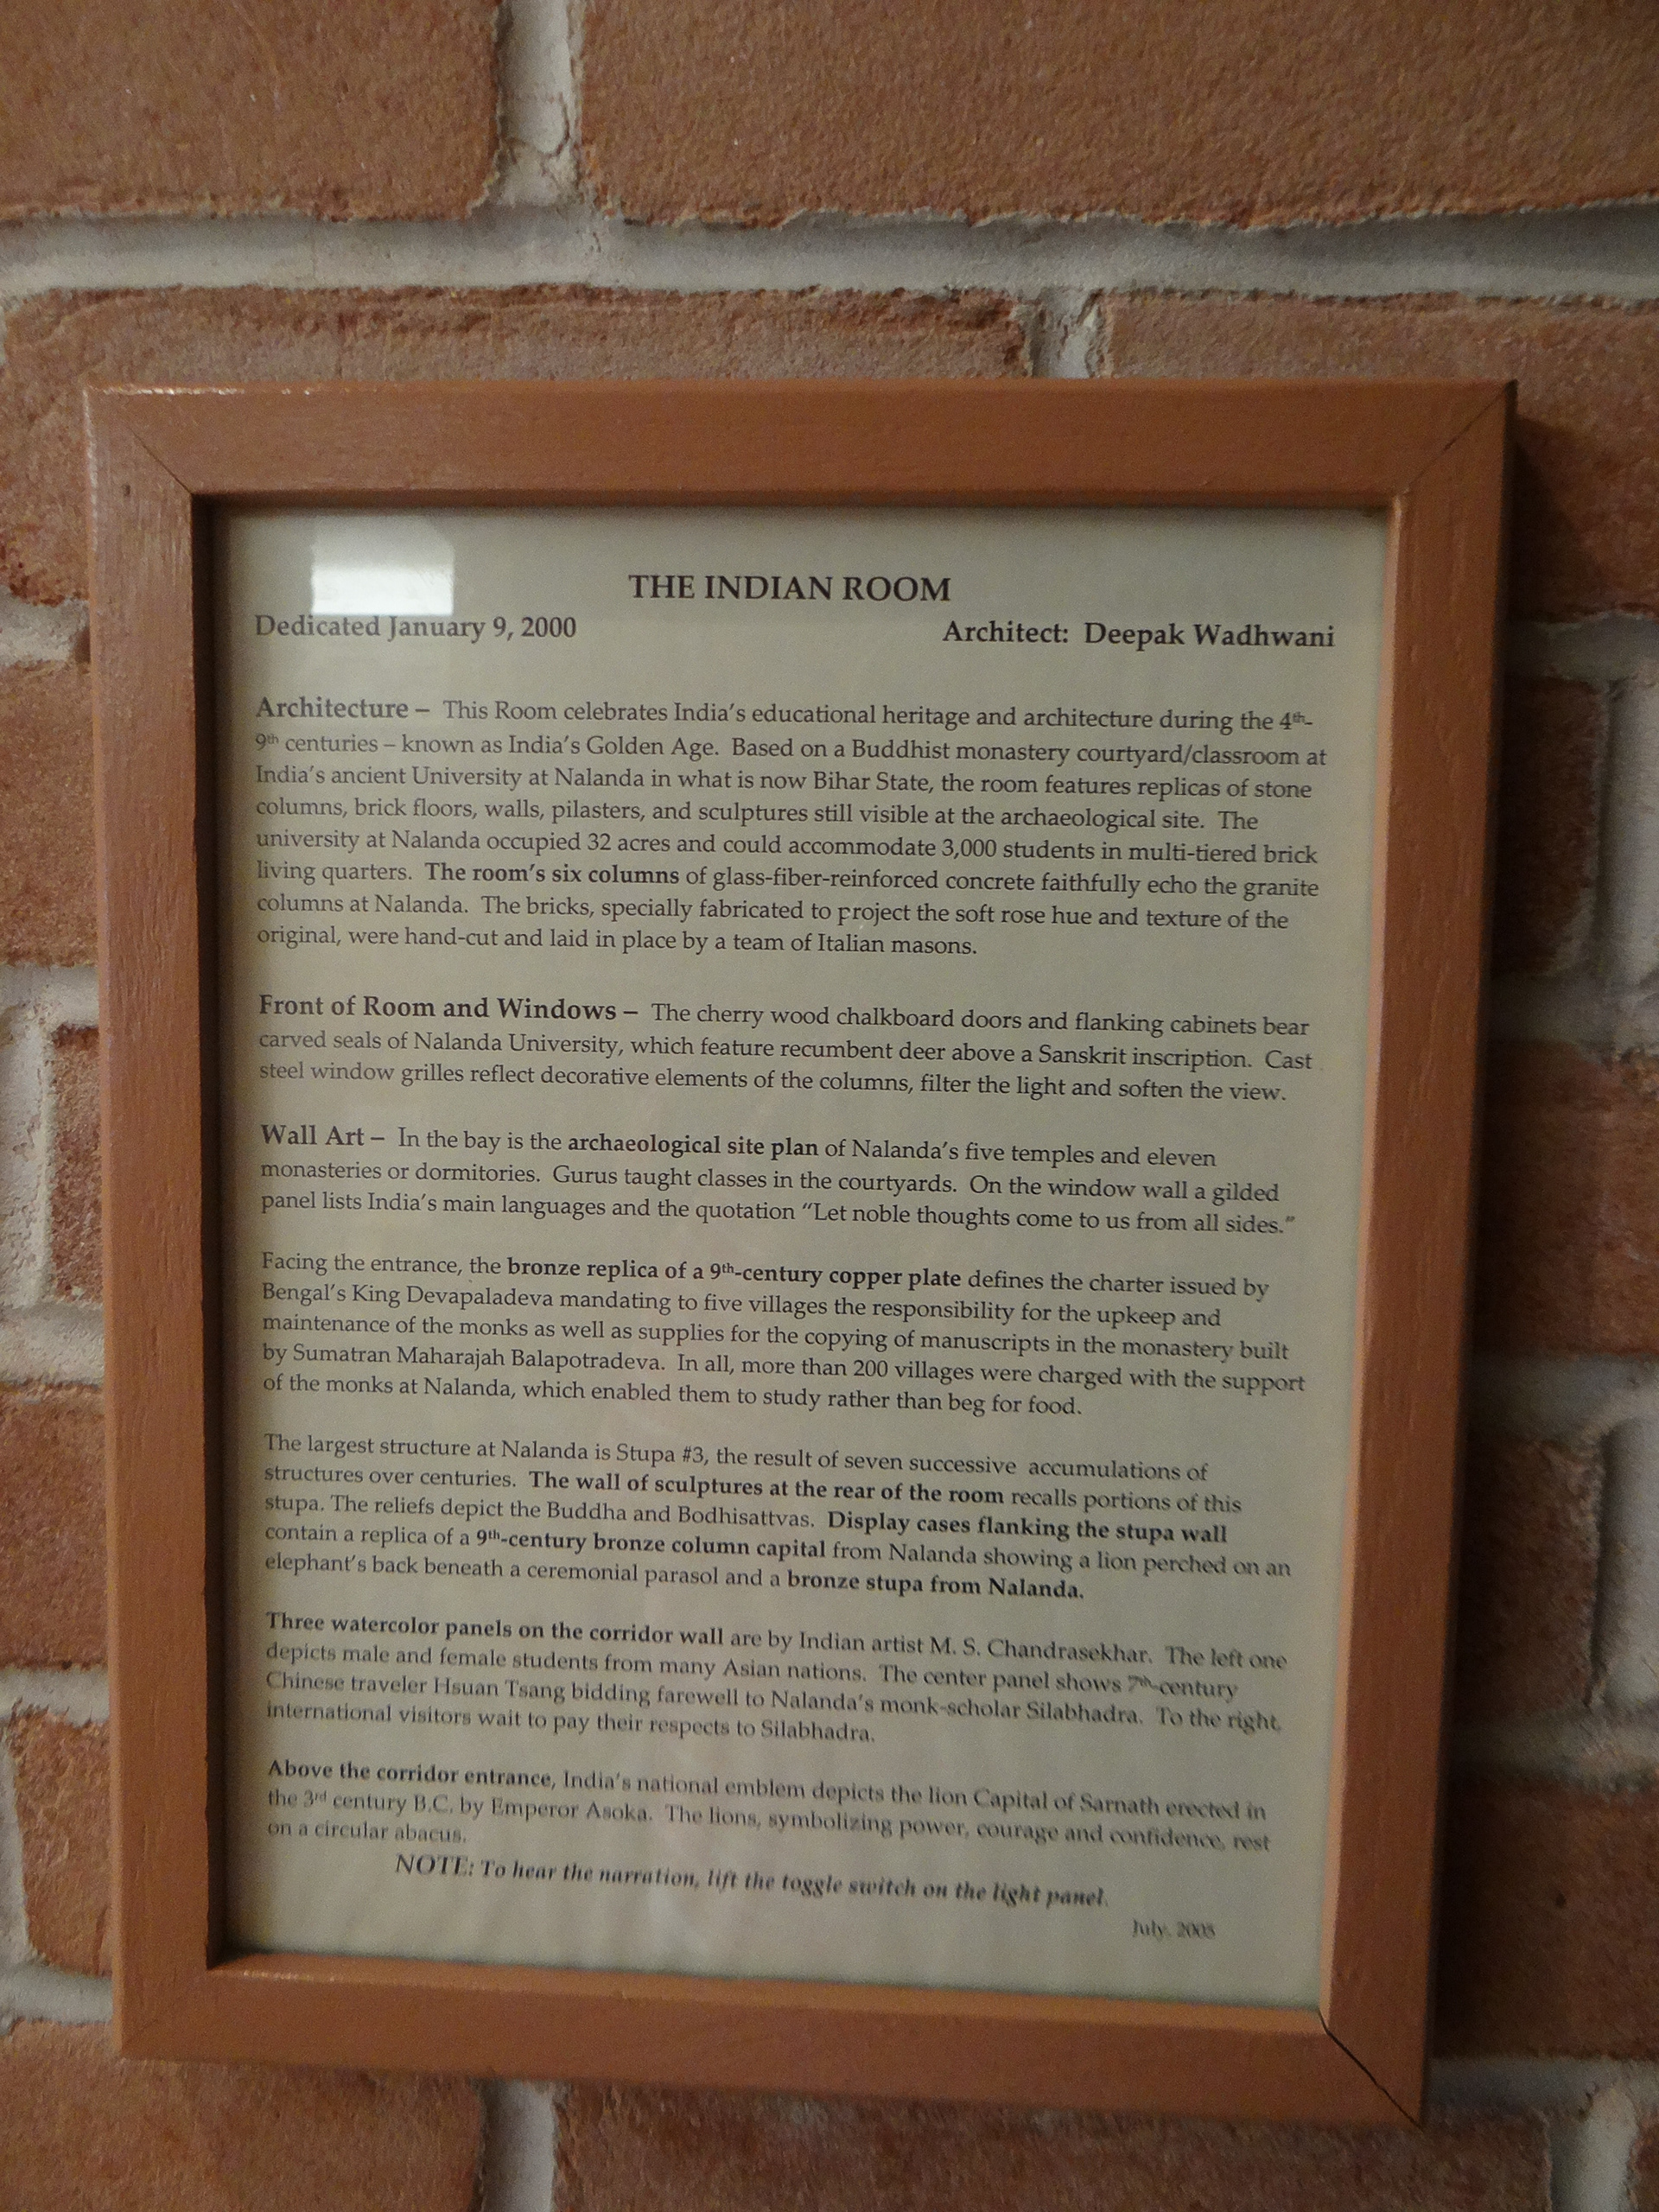 THE INDIAN ROOM
Dedicated January 9, 2000 Architect: Deepak Wadhwani
Architecture – This Room celebrates India's educational heritage and architecture during the 4th-
9th centuries – known as India's Golden Age. Based on a Buddhist monastery courtyard/classroom at
India's ancient University at Nalanda in what is now Bihar State, the room features replicas of stone
columns, brick floors, walls, pilasters, and sculptures still visible at the archaeological site. The
university at Nalanda occupied 32 acres and could accommodate 3,000 students in multi-tiered brick
living quarters. The room's six columns of glass-fiber-reinforced concrete faithfully echo the granite
columns at Nalanda. The bricks, specially fabricated to project the soft rose hue and texture of the
original, were hand-cut and laid in place by a team of Italian masons.
Front of Room and Windows – The cherry wood chalkboard doors and flanking cabinets bear
carved seals of Nalanda University, which feature recumbent deer above a Sanskrit inscription. Cast
steel window grilles reflect decorative elements of the columns, filter the light and soften the view.
Wall Art – In the bay is the archaeological site plan of Nalanda's five temples and eleven
monasteries or dormitories. Gurus taught classes in the courtyards. On the window wall a gilded
panel lists India's main languages and the quotation "Let noble thoughts come to us from all sides."
Facing the entrance, the bronze replica of a 9th-century copper plate defines the charter issued by
Bengal's King Devapaladeva mandating to five villages the responsibility for the upkeep and
maintenance of the monks as well as supplies for the copying of manuscripts in the monastery built
by Sumatran Maharajah Balapotradeva. In all, more than 200 villages were charged with the support
of the monks at Nalanda, which enabled them to study rather than beg for food.
The largest structure at Nalanda is Stupa #3, the result of seven successive accumulations of
structures over centuries. The wall of sculptures at the rear of the room recalls portions of this
stupa. The reliefs depict the Buddha and Bodhisattvas. Display cases flanking the stupa wall
contain a replica of a 9th-century bronze column capital from Nalanda showing a lion perched on an
elephant's back beneath a ceremonial parasol and a bronze stupa from Nalanda.
Three watercolor panels on the corridor wall are by Indian artist M. S. Chandrasekhar. The left one
depicts male and female students from many Asian nations. The center panel shows 7th-century
Chinese traveler Hsuan Tsang bidding farewell to Nalanda's monk-scholar Silabhadra. To the right,
international visitors wait to pay their respects to Silabhadra.
Above the corridor entrance, India's national emblem depicts the lion Capital of Sarnath erected in
the 3rd century B.C. by Emperor Asoka. The lions, symbolizing power, courage and confidence, rest
on a circular abacus.
NOTE: To hear the narration, lift the toggle switch on the light panel.
July, 2005